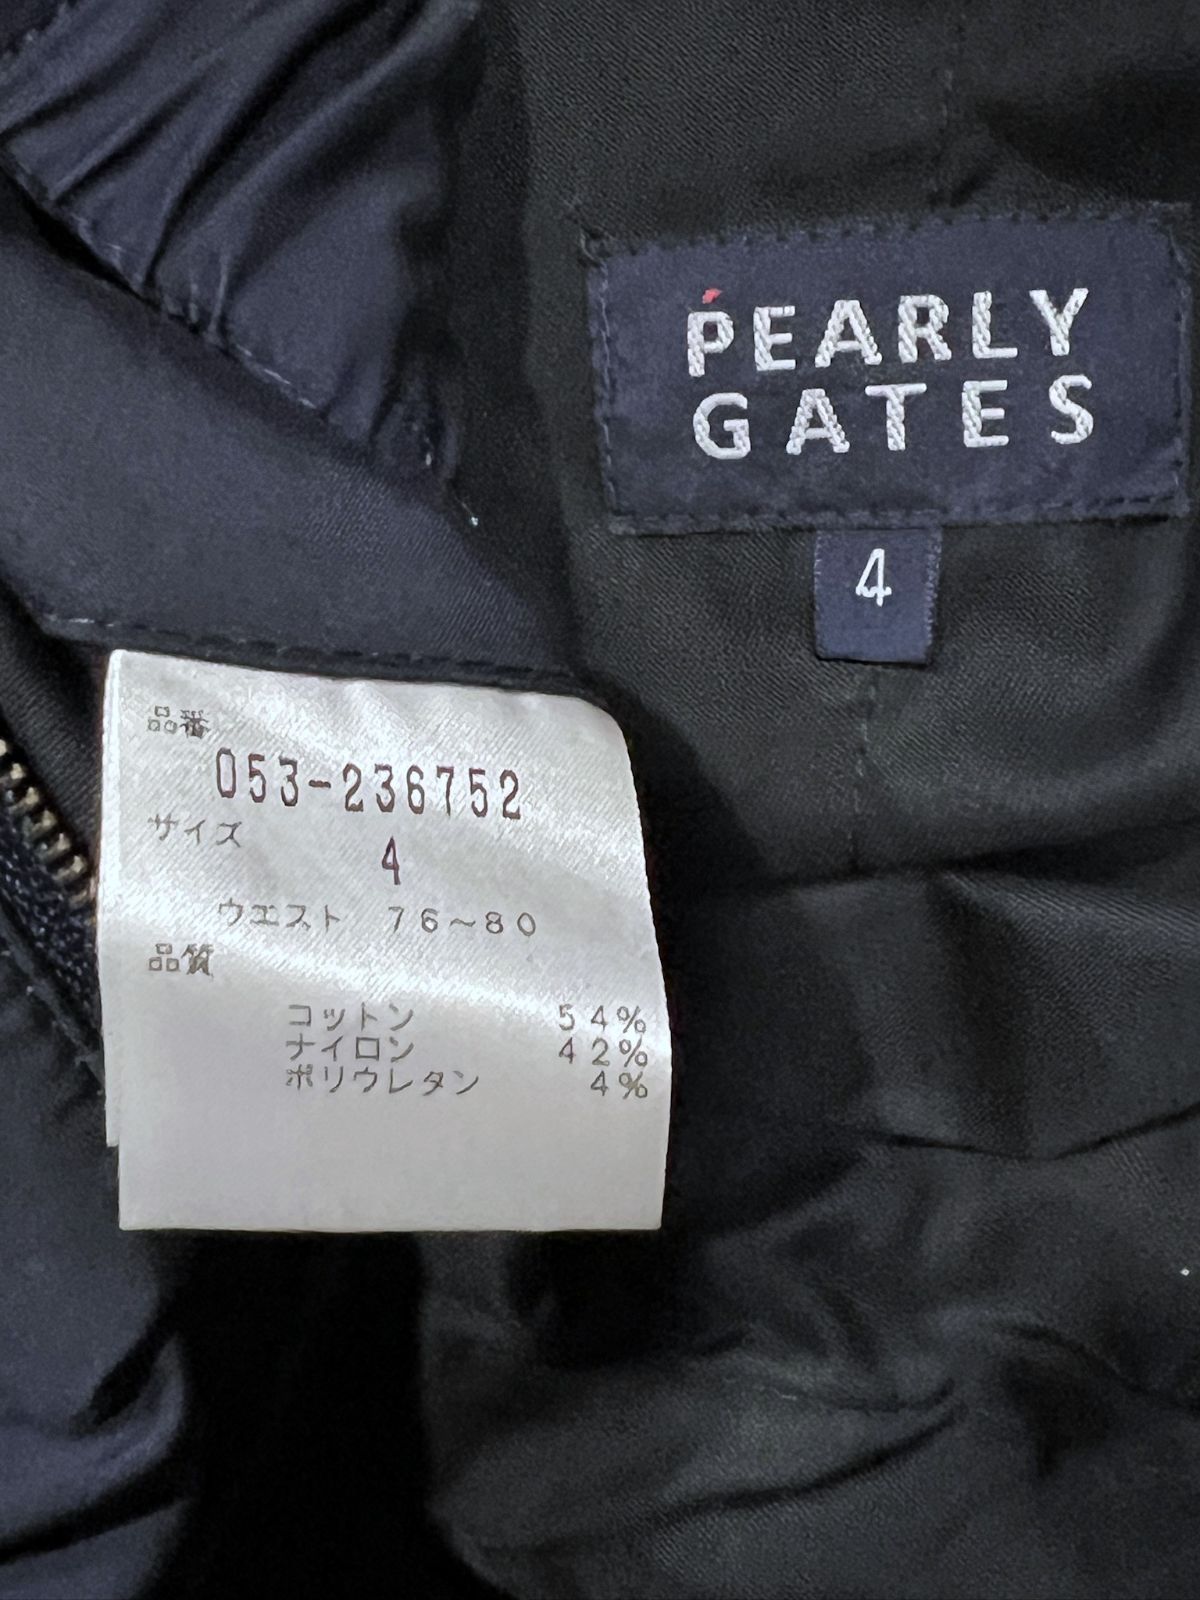 PEARLY
GATES
4
品番
053-236752
サイズ
4
ウエスト 76~80
品質
コットン 54%
ナイロン 42%
ポリウレタン 4%